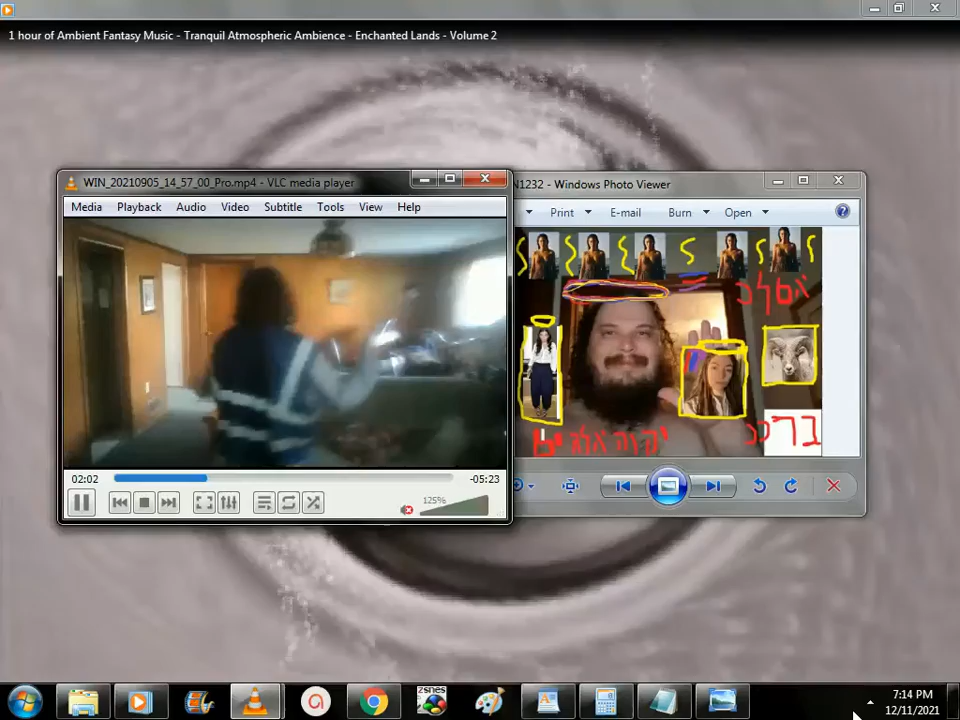 1 hour of Ambient Fantasy Music - Tranquil Atmospheric Ambience - Enchanted Lands - Volume 2
WIN_20210905_14_57_00_Pro.mp4 - VLC media player
Media Playback Audio Video Subtitle Tools View Help
N1232 - Windows Photo Viewer
Print E-mail Burn Open
02:02 -05:23
125%
zsnes
7:14 PM
12/11/2021